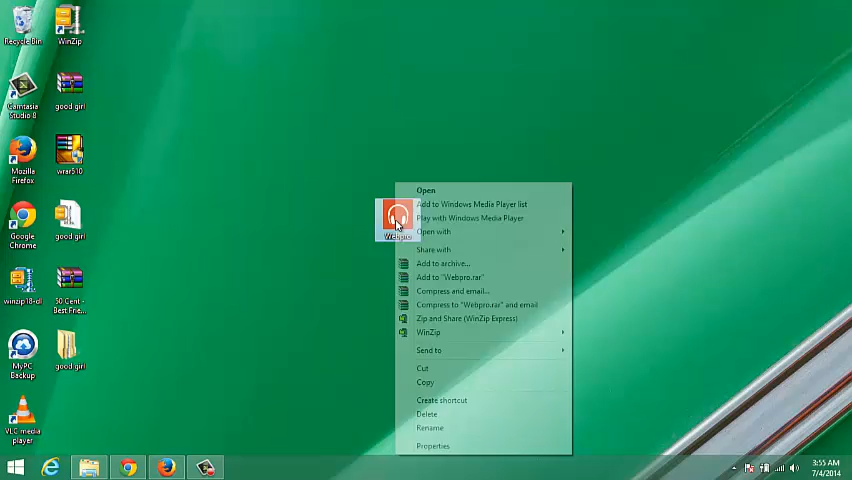 Recycle Bin
WinZip
Camtasia
Studio 8
good girl
Mozilla
Firefox
wrar510
Google
Chrome
good girl
winzip18-dl
50 Cent -
Best Frie...
MyPC
Backup
good girl
VLC media
player
Webpro
Open
Add to Windows Media Player list
Play with Windows Media Player
Open with
Share with
Add to archive...
Add to "Webpro.rar"
Compress and email...
Compress to "Webpro.rar" and email
Zip and Share (WinZip Express)
WinZip
Send to
Cut
Copy
Create shortcut
Delete
Rename
Properties
3:55 AM
7/4/2014